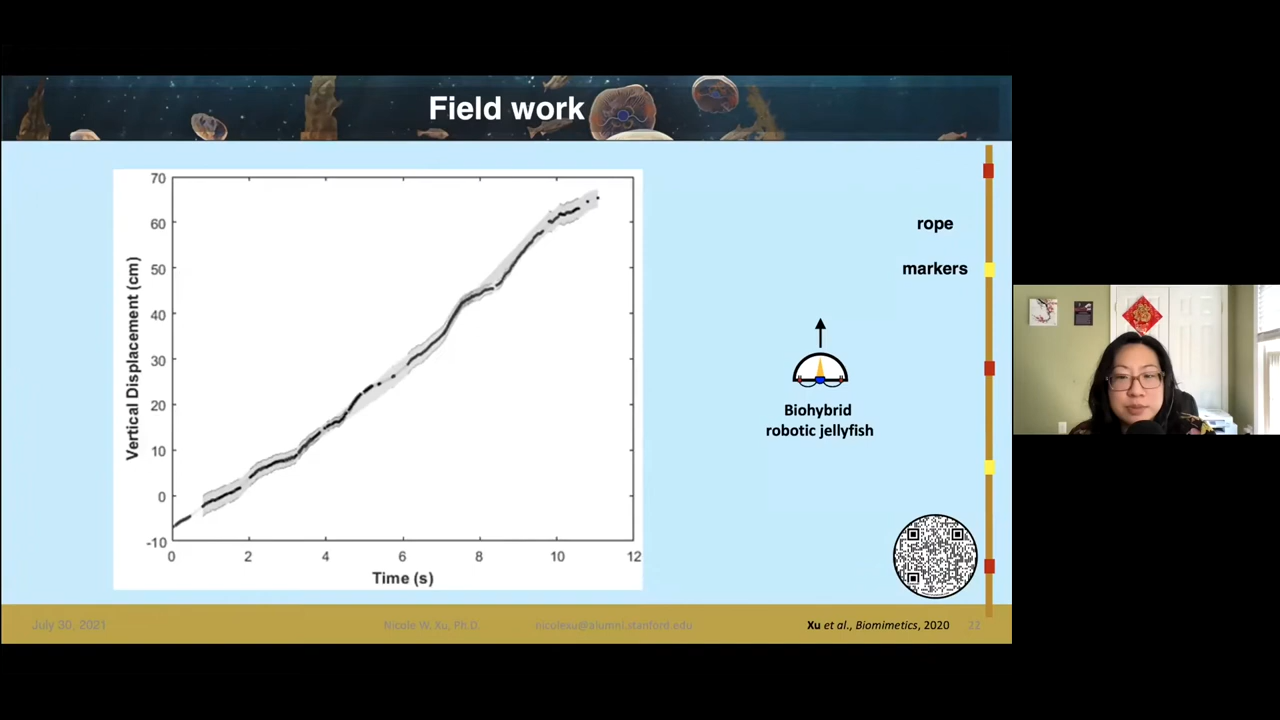 Field work
70
60
50
40
30
20
10
0
-10
0
2
4
6
8
10
12
Vertical Displacement (cm)
Time (s)
rope
markers
Biohybrid
robotic jellyfish
July 30, 2021
Nicole W. Xu, Ph.D.
nicolexu@alumni.stanford.edu
Xu et al., Biomimetics, 2020
22
福